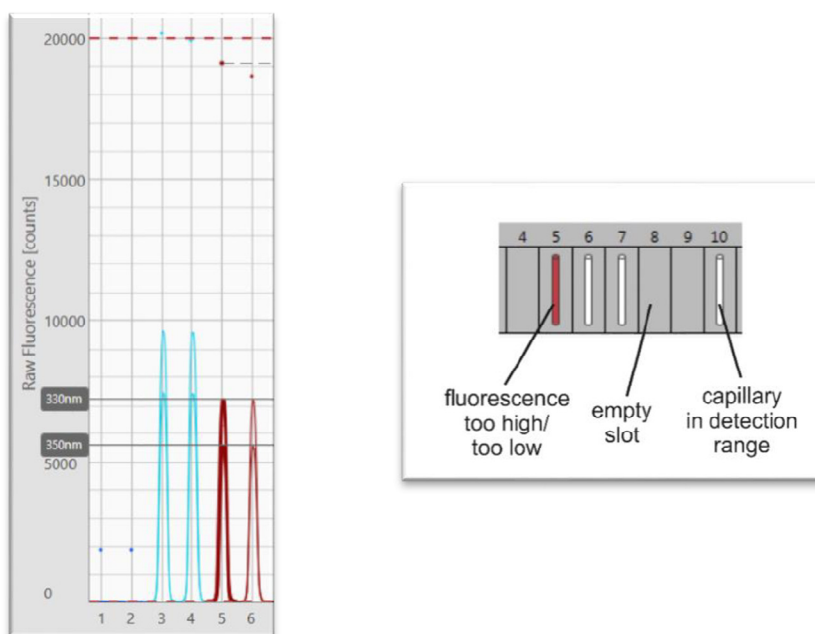 20000
15000
Raw Fluorescence [counts]
10000
330nm
350nm
5000
0
1 2 3 4 5 6
4 5 6 7 8 9 10
fluorescence
too high/
too low
empty
slot
capillary
in detection
range